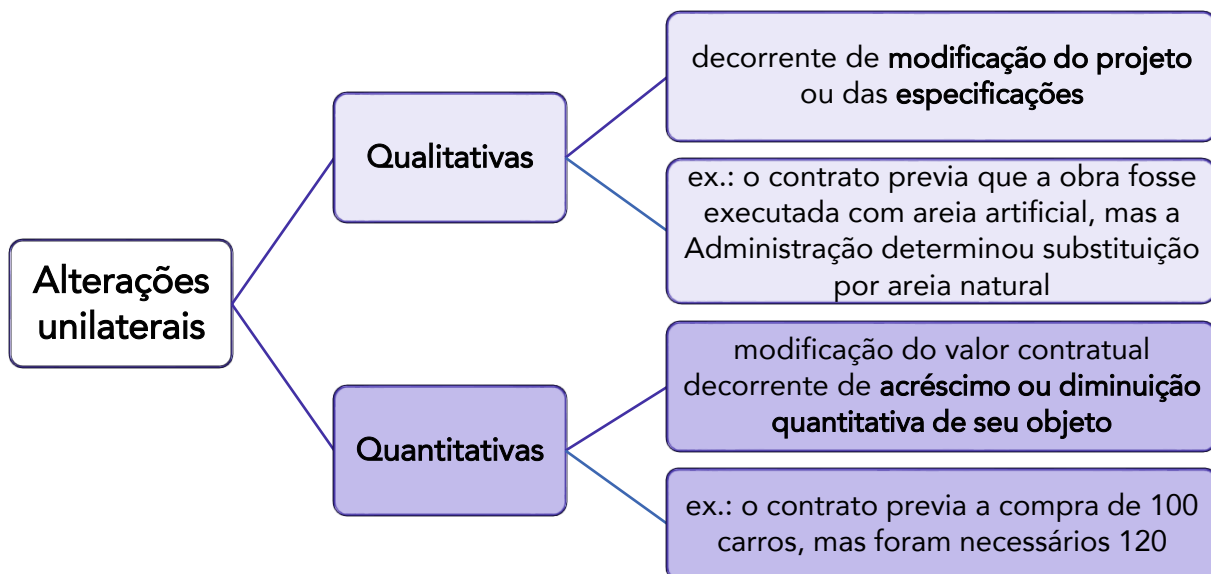 Alterações
unilaterais
Qualitativas
decorrente de modificação do projeto
ou das especificações
ex.: o contrato previa que a obra fosse
executada com areia artificial, mas a
Administração determinou substituição
por areia natural
Quantitativas
modificação do valor contratual
decorrente de acréscimo ou diminuição
quantitativa de seu objeto
ex.: o contrato previa a compra de 100
carros, mas foram necessários 120